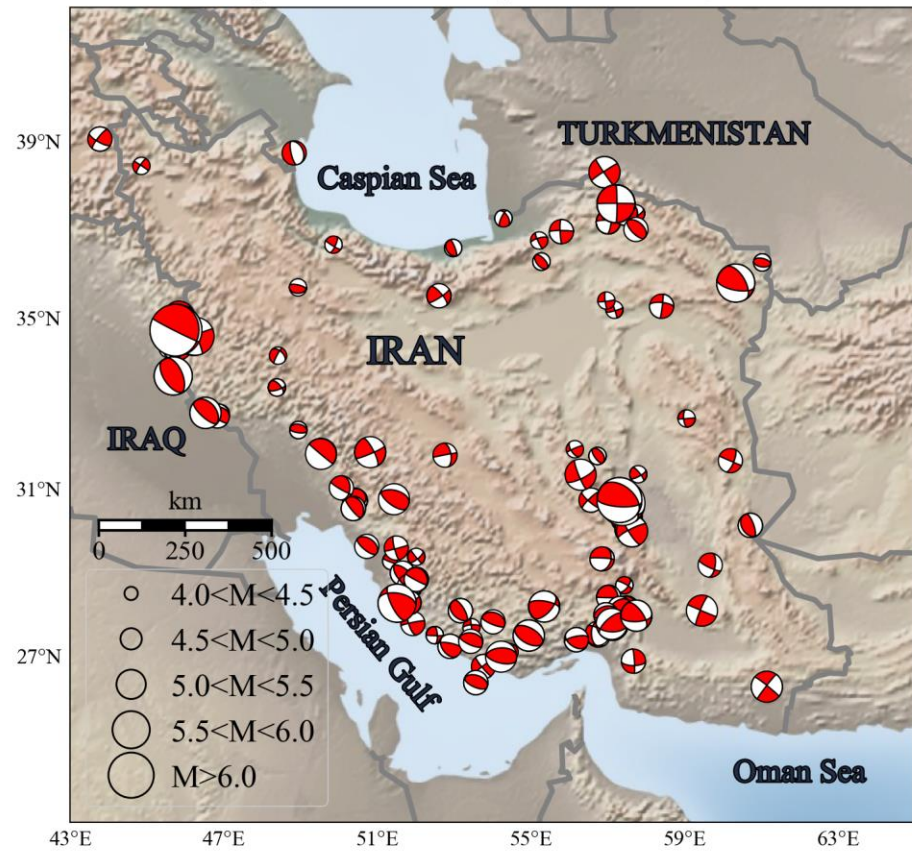 39°N
TURKMENISTAN
Caspian Sea
35°N
IRAN
IRAQ
31°N
km
0 250 500
Persian Gulf
4.0<M<4.5
4.5<M<5.0
27°N
5.0<M<5.5
5.5<M<6.0
M>6.0
Oman Sea
43°E 47°E 51°E 55°E 59°E 63°E